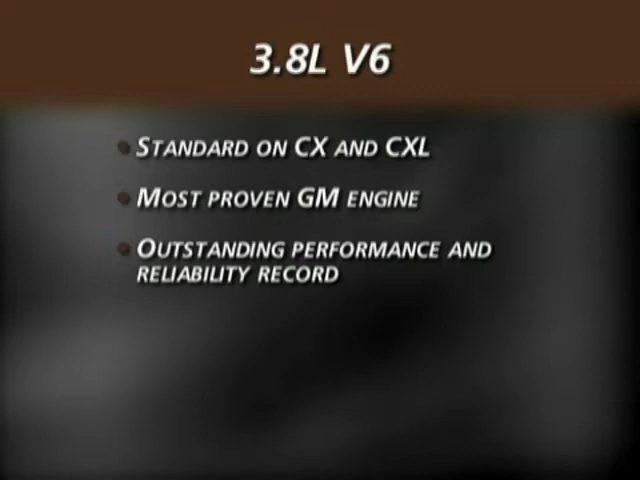 3.8L V6
STANDARD ON CX AND CXL
MOST PROVEN GM ENGINE
OUTSTANDING PERFORMANCE AND
RELIABILITY RECORD